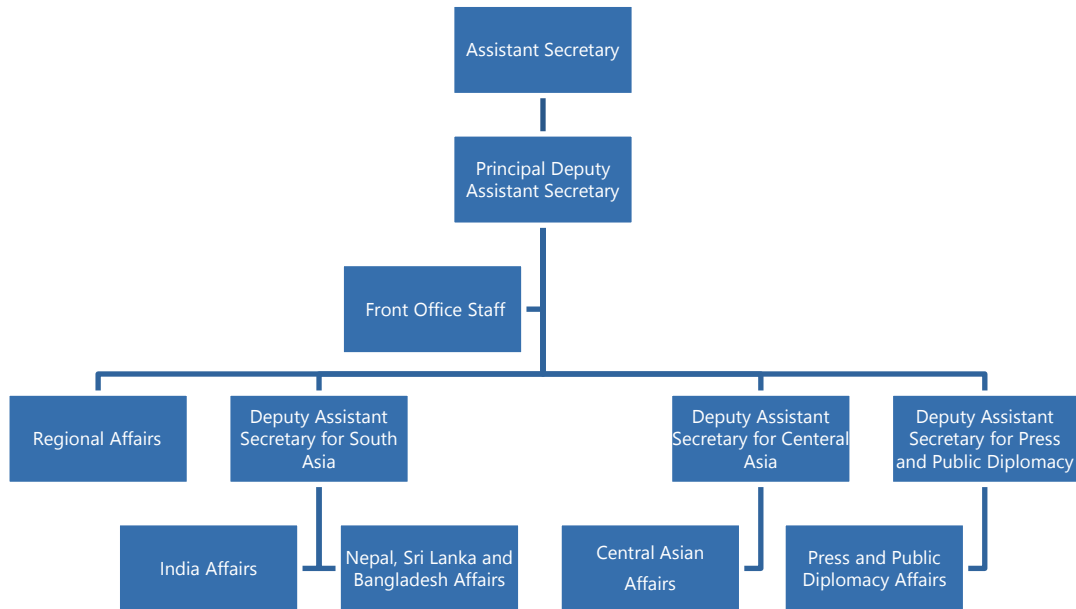 Assistant Secretary
Principal Deputy
Assistant Secretary
Front Office Staff
Regional Affairs
Deputy Assistant
Secretary for South
Asia
Deputy Assistant
Secretary for Centeral
Asia
Deputy Assistant
Secretary for Press
and Public Diplomacy
India Affairs
Nepal, Sri Lanka and
Bangladesh Affairs
Central Asian
Affairs
Press and Public
Diplomacy Affairs